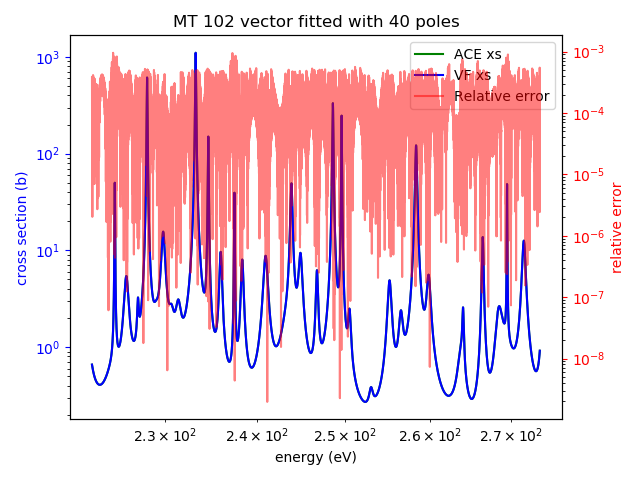 MT 102 vector fitted with 40 poles
ACE xs
VF xs
Relative error
cross section (b)
10³
10²
10¹
10⁰
10⁻³
10⁻⁴
10⁻⁵
10⁻⁶
10⁻⁷
10⁻⁸
relative error
2.3 × 10² 2.4 × 10² 2.5 × 10² 2.6 × 10² 2.7 × 10²
energy (eV)